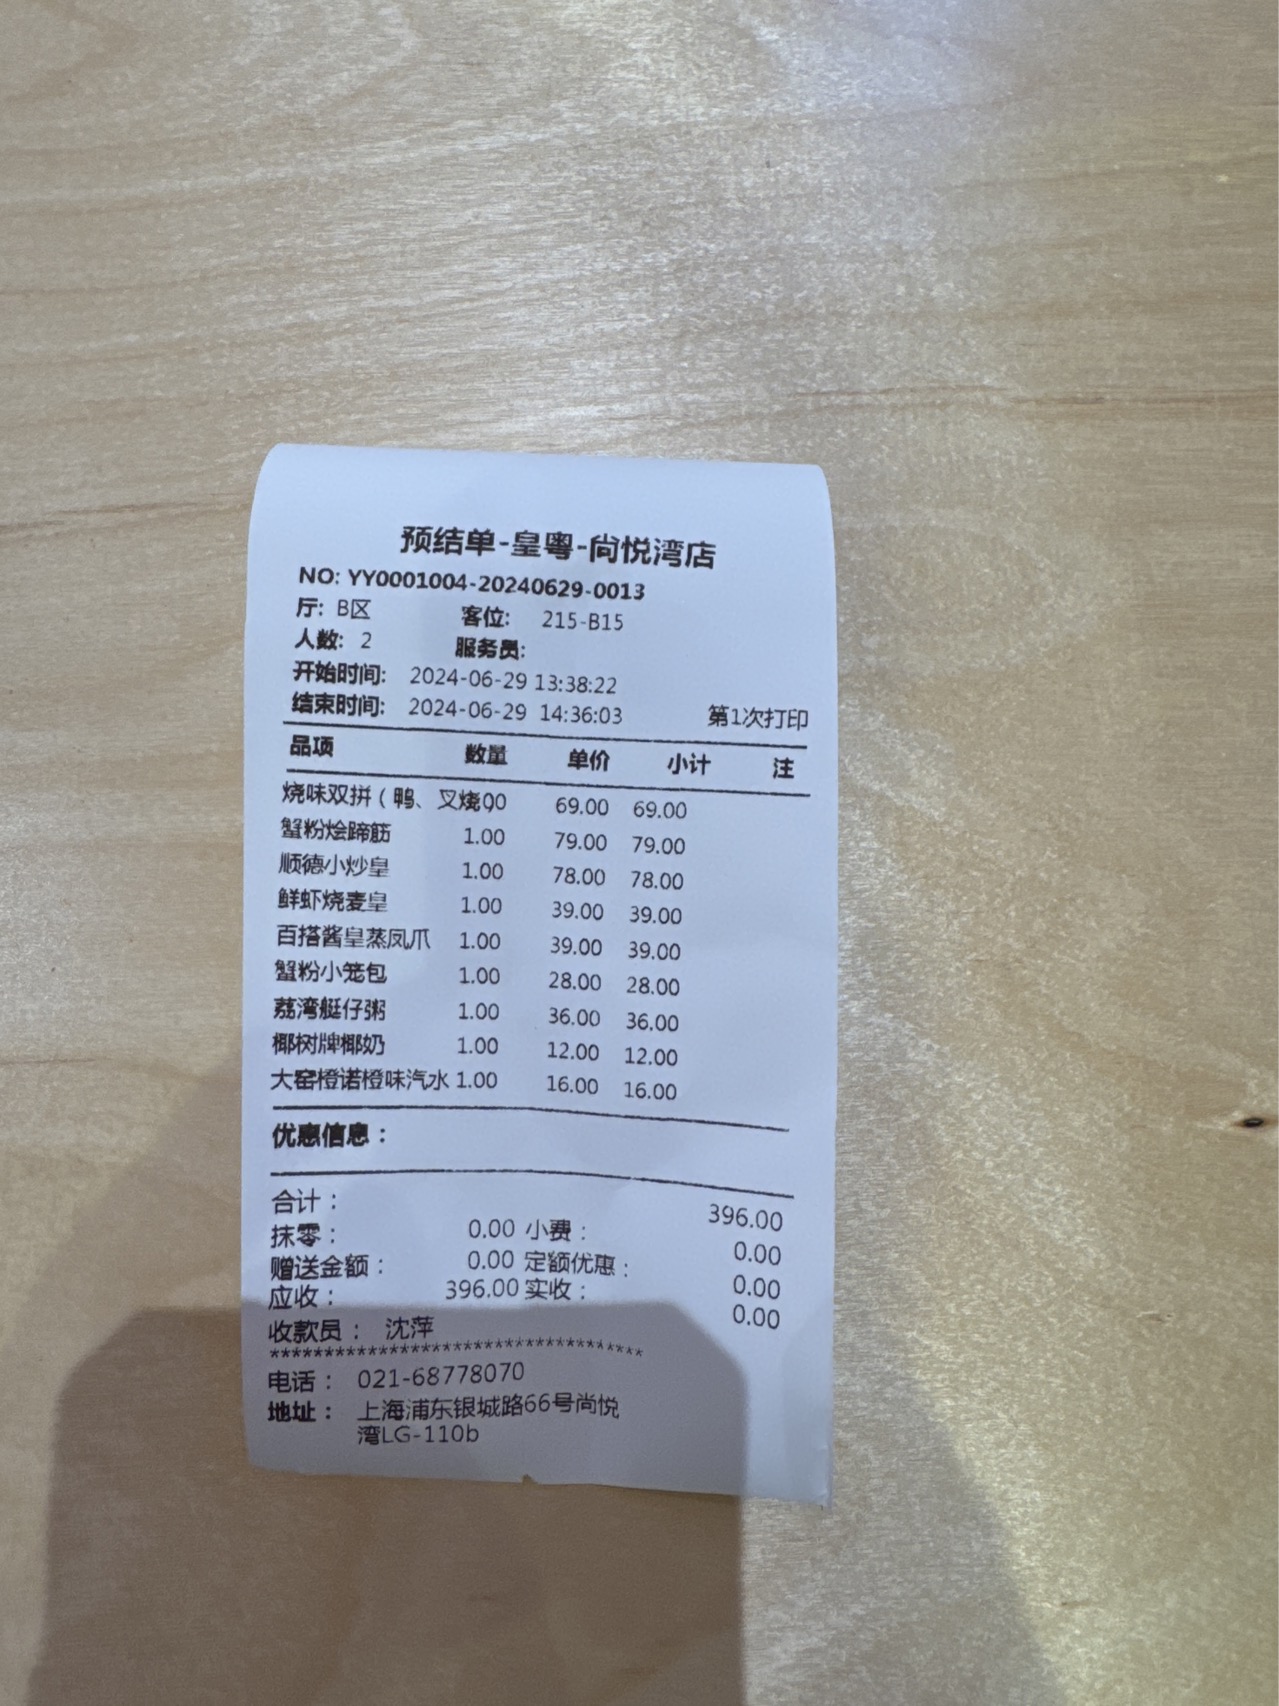 预结单-皇粤-尚悦湾店
NO: YY0001004-20240629-0013
厅: B区 客位: 215-B15
人数: 2 服务员:
开始时间: 2024-06-29 13:38:22
结束时间: 2024-06-29 14:36:03 第1次打印
品项 数量 单价 小计 注
烧味双拼（鸭、叉烧00 69.00 69.00
蟹粉烩蹄筋 1.00 79.00 79.00
顺德小炒皇 1.00 78.00 78.00
鲜虾烧麦皇 1.00 39.00 39.00
百搭酱皇蒸凤爪 1.00 39.00 39.00
蟹粉小笼包 1.00 28.00 28.00
荔湾艇仔粥 1.00 36.00 36.00
椰树牌椰奶 1.00 12.00 12.00
大窑橙诺橙味汽水 1.00 16.00 16.00
优惠信息：
合计： 396.00
抹零： 0.00 小费： 0.00
赠送金额： 0.00 定额优惠： 0.00
应收： 396.00 实收： 0.00
收款员： 沈萍
**********************************
电话： 021-68778070
地址： 上海浦东银城路66号尚悦
湾LG-110b